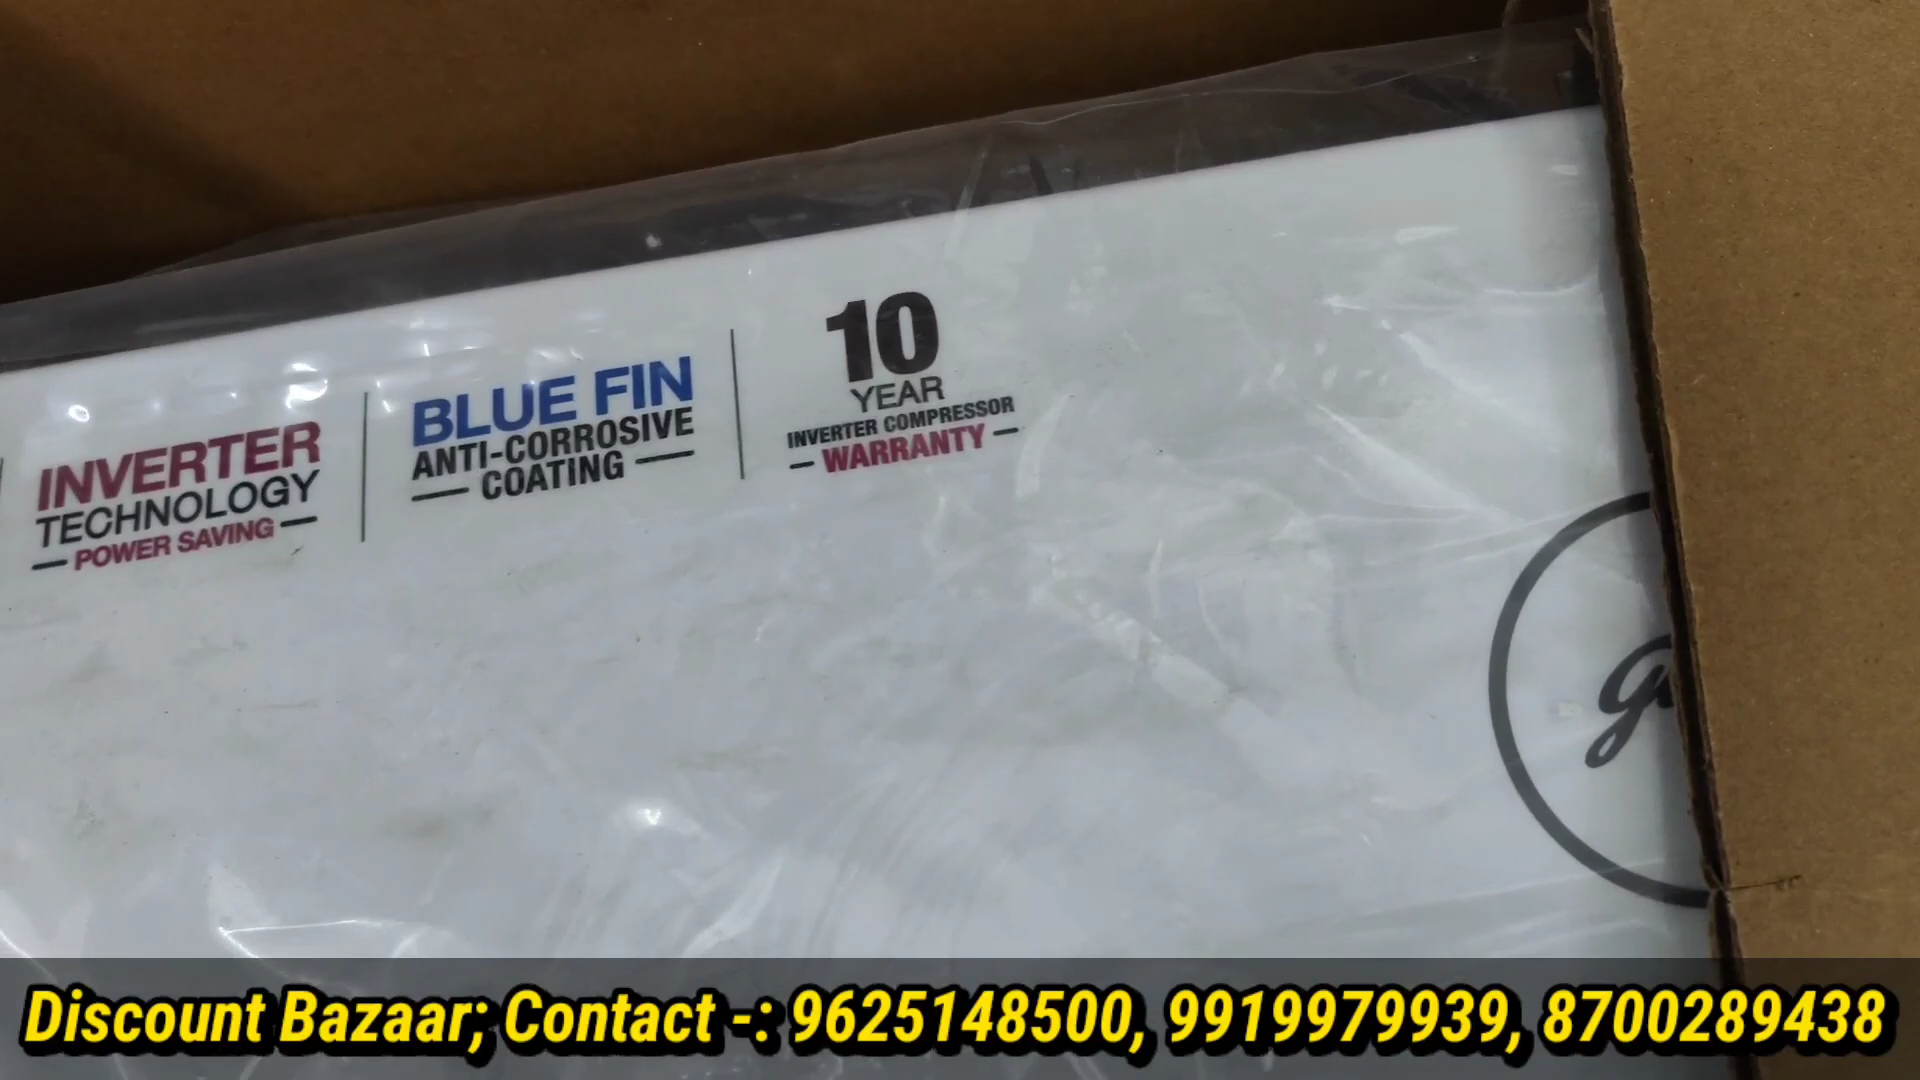 INVERTER
TECHNOLOGY
POWER SAVING
BLUE FIN
ANTI-CORROSIVE
COATING
10
YEAR
INVERTER COMPRESSOR
WARRANTY
Discount Bazaar; Contact -: 9625148500, 9919979939, 8700289438